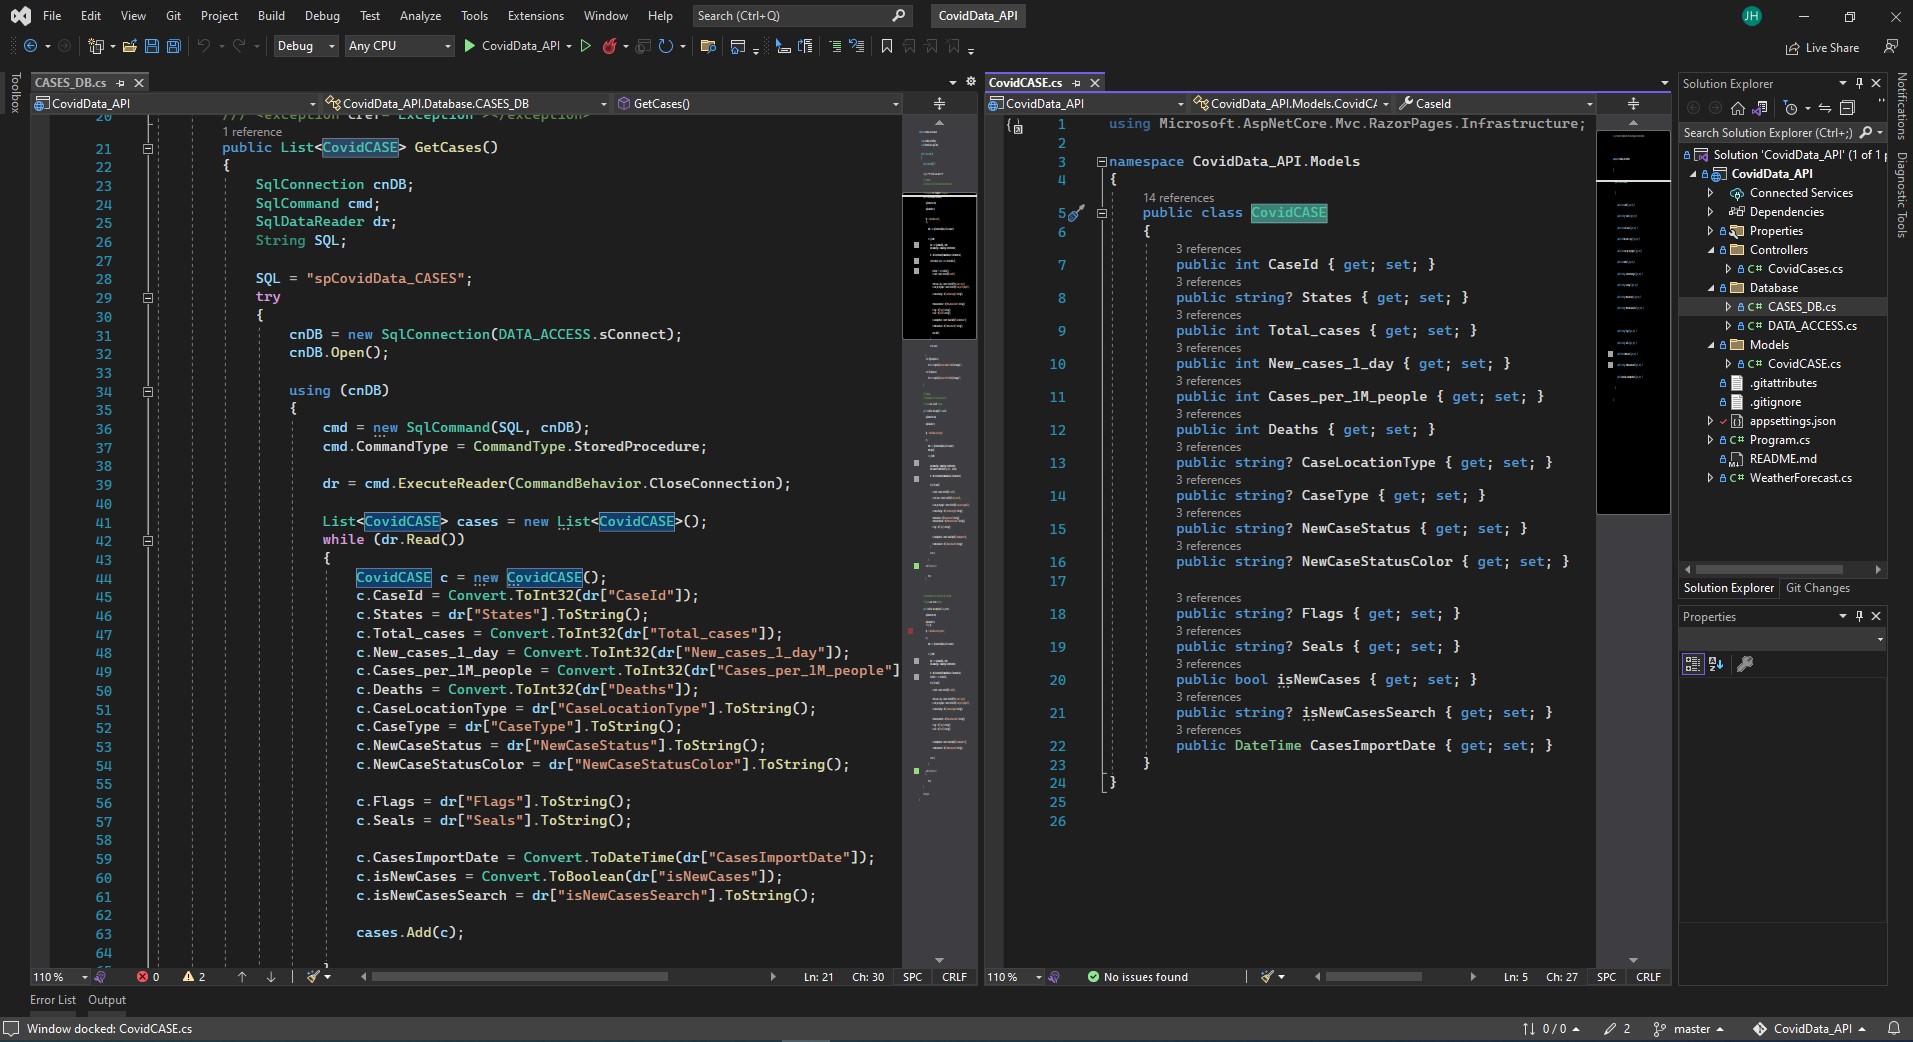 File Edit View Git Project Build Debug Test Analyze Tools Extensions Window Help Search (Ctrl+Q) CovidData_API JH
Debug Any CPU CovidData_API Live Share
Toolbox
CASES_DB.cs
CovidData_API CovidData_API.Database.CASES_DB GetCases()
20 /// <exception cref="Exception"></exception>
1 reference
21 public List<CovidCASE> GetCases()
22 {
23 SqlConnection cnDB;
24 SqlCommand cmd;
25 SqlDataReader dr;
26 String SQL;
27
28 SQL = "spCovidData_CASES";
29 try
30 {
31 cnDB = new SqlConnection(DATA_ACCESS.sConnect);
32 cnDB.Open();
33
34 using (cnDB)
35 {
36 cmd = new SqlCommand(SQL, cnDB);
37 cmd.CommandType = CommandType.StoredProcedure;
38
39 dr = cmd.ExecuteReader(CommandBehavior.CloseConnection);
40
41 List<CovidCASE> cases = new List<CovidCASE>();
42 while (dr.Read())
43 {
44 CovidCASE c = new CovidCASE();
45 c.CaseId = Convert.ToInt32(dr["CaseId"]);
46 c.States = dr["States"].ToString();
47 c.Total_cases = Convert.ToInt32(dr["Total_cases"]);
48 c.New_cases_1_day = Convert.ToInt32(dr["New_cases_1_day"]);
49 c.Cases_per_1M_people = Convert.ToInt32(dr["Cases_per_1M_people"]
50 c.Deaths = Convert.ToInt32(dr["Deaths"]);
51 c.CaseLocationType = dr["CaseLocationType"].ToString();
52 c.CaseType = dr["CaseType"].ToString();
53 c.NewCaseStatus = dr["NewCaseStatus"].ToString();
54 c.NewCaseStatusColor = dr["NewCaseStatusColor"].ToString();
55
56 c.Flags = dr["Flags"].ToString();
57 c.Seals = dr["Seals"].ToString();
58
59 c.CasesImportDate = Convert.ToDateTime(dr["CasesImportDate"]);
60 c.isNewCases = Convert.ToBoolean(dr["isNewCases"]);
61 c.isNewCasesSearch = dr["isNewCasesSearch"].ToString();
62
63 cases.Add(c);
64
110 % 0 2 Ln: 21 Ch: 30 SPC CRLF
CovidCASE.cs
CovidData_API CovidData_API.Models.CovidCA CaseId
1 using Microsoft.AspNetCore.Mvc.RazorPages.Infrastructure;
2
3 namespace CovidData_API.Models
4 {
14 references
5 public class CovidCASE
6 {
3 references
7 public int CaseId { get; set; }
3 references
8 public string? States { get; set; }
3 references
9 public int Total_cases { get; set; }
3 references
10 public int New_cases_1_day { get; set; }
3 references
11 public int Cases_per_1M_people { get; set; }
3 references
12 public int Deaths { get; set; }
3 references
13 public string? CaseLocationType { get; set; }
3 references
14 public string? CaseType { get; set; }
3 references
15 public string? NewCaseStatus { get; set; }
3 references
16 public string? NewCaseStatusColor { get; set; }
17
3 references
18 public string? Flags { get; set; }
3 references
19 public string? Seals { get; set; }
3 references
20 public bool isNewCases { get; set; }
3 references
21 public string? isNewCasesSearch { get; set; }
3 references
22 public DateTime CasesImportDate { get; set; }
23 }
24 }
25
26
110 % No issues found Ln: 5 Ch: 27 SPC CRLF
Solution Explorer
Search Solution Explorer (Ctrl+;)
Solution 'CovidData_API' (1 of 1
CovidData_API
Connected Services
Dependencies
Properties
Controllers
C# CovidCases.cs
Database
C# CASES_DB.cs
C# DATA_ACCESS.cs
Models
C# CovidCASE.cs
.gitattributes
.gitignore
appsettings.json
C# Program.cs
README.md
C# WeatherForecast.cs
Solution Explorer Git Changes
Properties
Notifications
Diagnostic Tools
Error List Output
Window docked: CovidCASE.cs 0 / 0 2 master CovidData_API